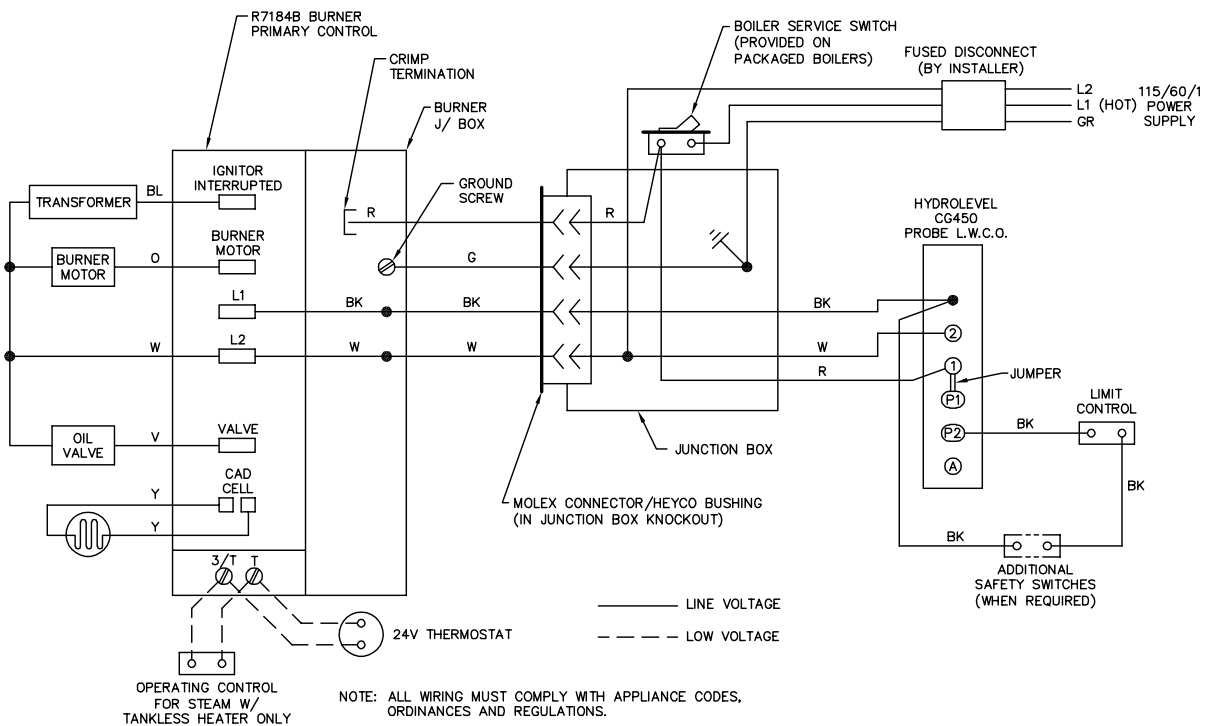 R7184B BURNER
PRIMARY CONTROL
CRIMP
TERMINATION
BURNER
J/ BOX
BOILER SERVICE SWITCH
(PROVIDED ON
PACKAGED BOILERS)
FUSED DISCONNECT
(BY INSTALLER)
L2
L1 (HOT)
GR
115/60/1
POWER
SUPPLY
IGNITOR
INTERRUPTED
TRANSFORMER
BL
GROUND
SCREW
R
R
HYDROLEVEL
CG450
PROBE L.W.C.O.
BURNER
MOTOR
O
BURNER
MOTOR
G
L1
BK
BK
BK
W
L2
W
W
W
2
R
1
JUMPER
P1
LIMIT
CONTROL
OIL
VALVE
V
VALVE
P2
BK
JUNCTION BOX
A
CAD
CELL
Y
Y
BK
MOLEX CONNECTOR/HEYCO BUSHING
(IN JUNCTION BOX KNOCKOUT)
BK
3/T
T
ADDITIONAL
SAFETY SWITCHES
(WHEN REQUIRED)
LINE VOLTAGE
LOW VOLTAGE
24V THERMOSTAT
OPERATING CONTROL
FOR STEAM W/
TANKLESS HEATER ONLY
NOTE: ALL WIRING MUST COMPLY WITH APPLIANCE CODES,
ORDINANCES AND REGULATIONS.